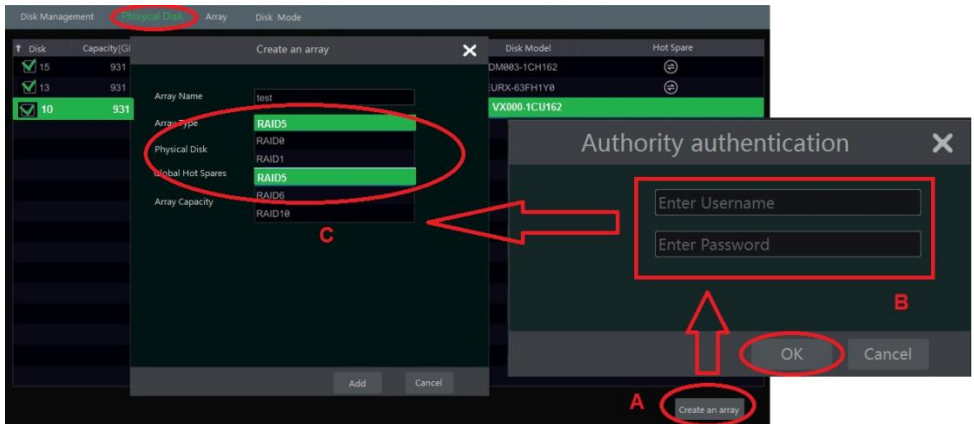 Disk Management Phisycal Disk Array Disk Mode
Disk Capacity[G Create an array Disk Model Hot Spare
15 931 DM003-1CH162
13 931 EURX-63FH1Y0
10 931 VX000-1CU162
Array Name test
Array Type RAID5
Physical Disk RAID0
RAID1
Global Hot Spares RAID5
RAID6
Array Capacity
RAID10
C
Add Cancel
Authority authentication
Enter Username
Enter Password
B
OK Cancel
A
Create an array